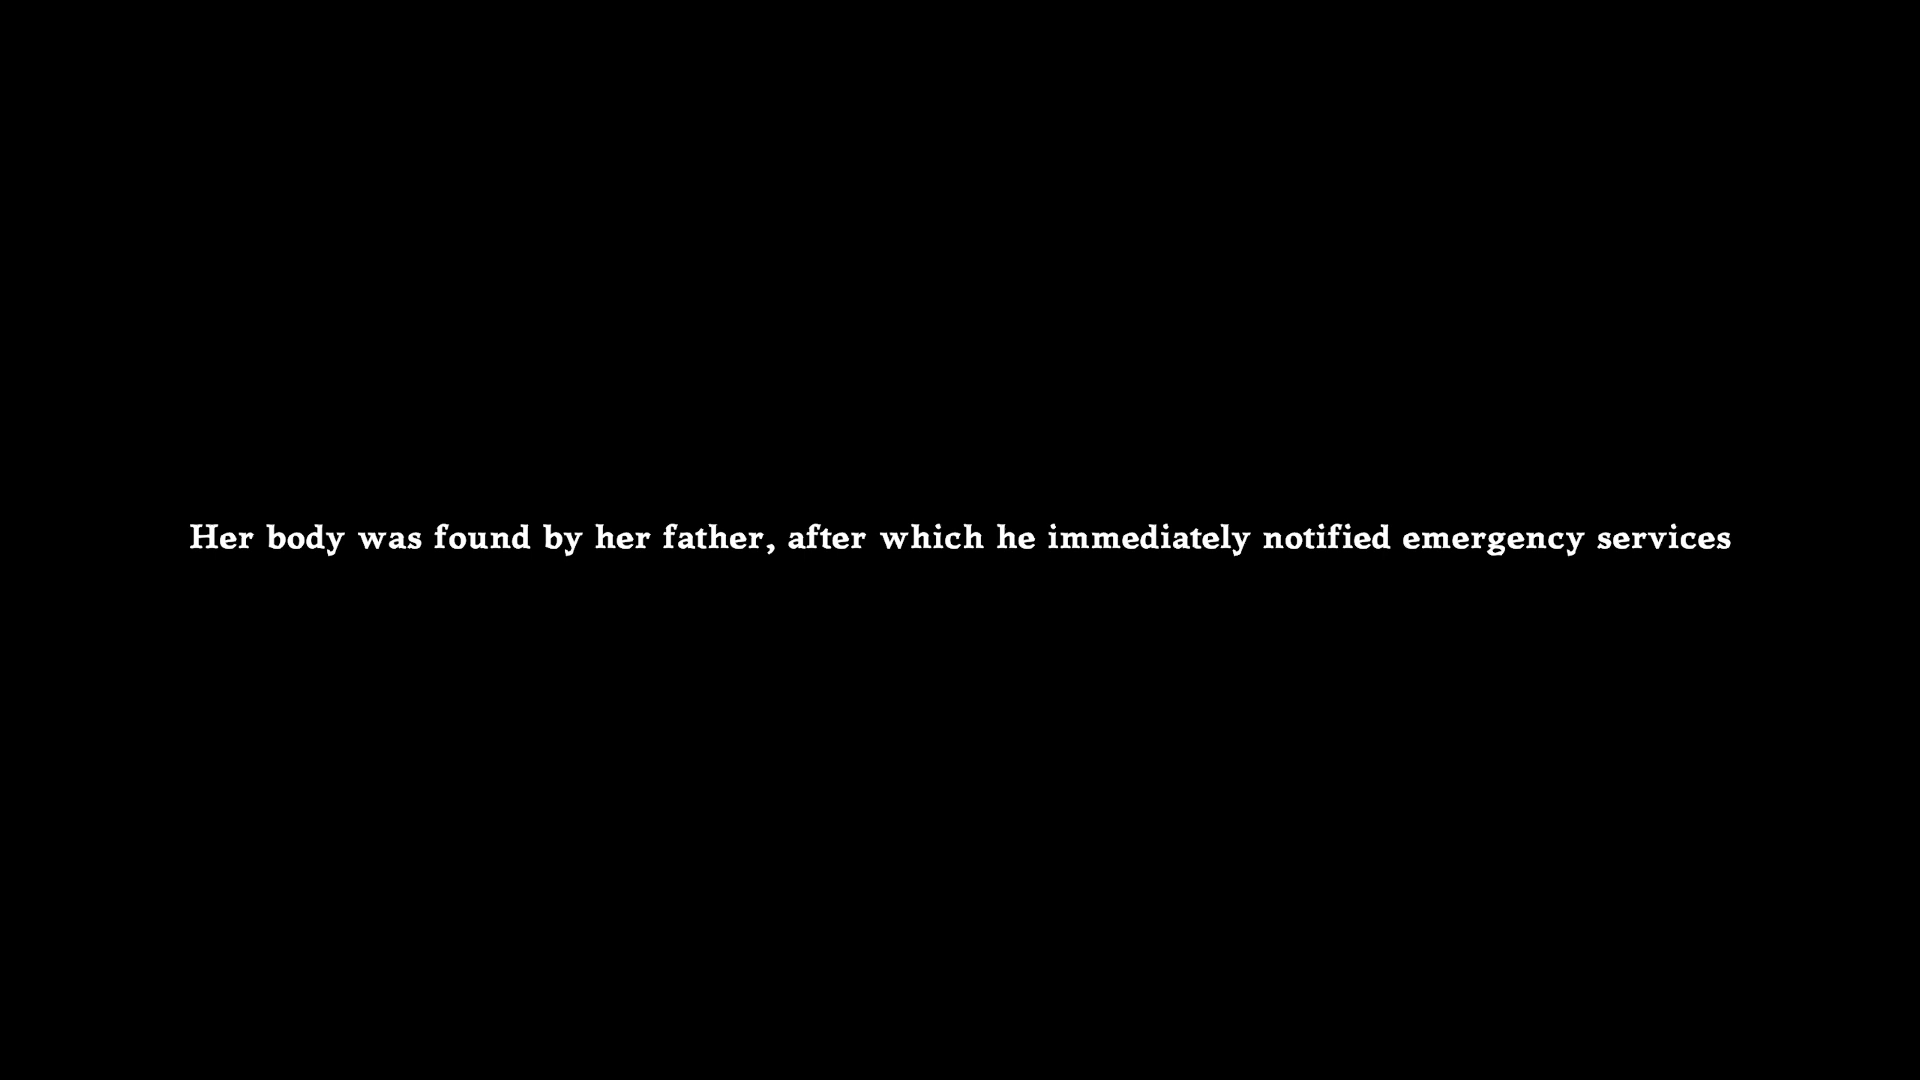 Her body was found by her father, after which he immediately notified emergency services